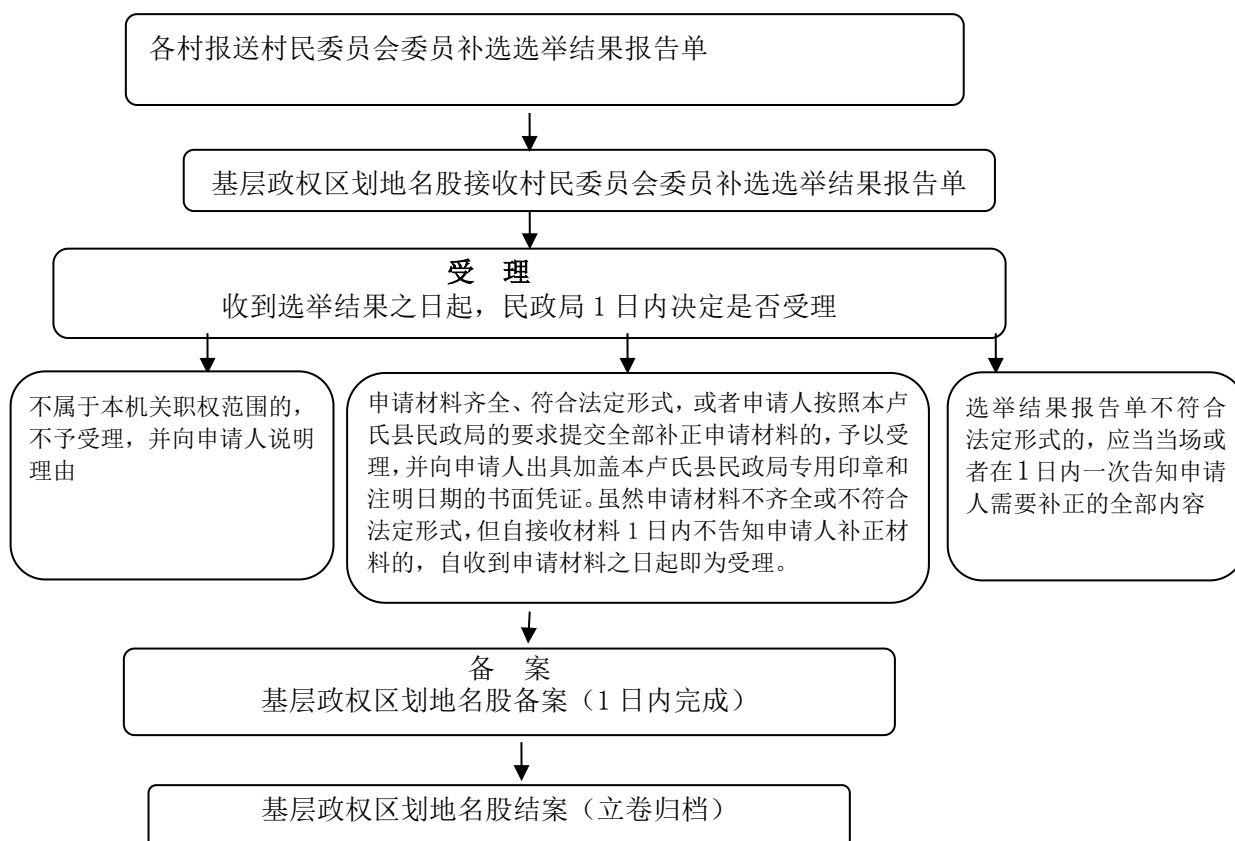 各村报送村民委员会委员补选选举结果报告单
基层政权区划地名股接收村民委员会委员补选选举结果报告单
受 理
收到选举结果之日起，民政局 1 日内决定是否受理
不属于本机关职权范围的，
不予受理，并向申请人说明
理由
申请材料齐全、符合法定形式，或者申请人按照本卢
氏县民政局的要求提交全部补正申请材料的，予以受
理，并向申请人出具加盖本卢氏县民政局专用印章和
注明日期的书面凭证。虽然申请材料不齐全或不符合
法定形式，但自接收材料 1 日内不告知申请人补正材
料的，自收到申请材料之日起即为受理。
选举结果报告单不符合
法定形式的，应当当场或
者在 1 日内一次告知申请
人需要补正的全部内容
备 案
基层政权区划地名股备案（1 日内完成）
基层政权区划地名股结案（立卷归档）